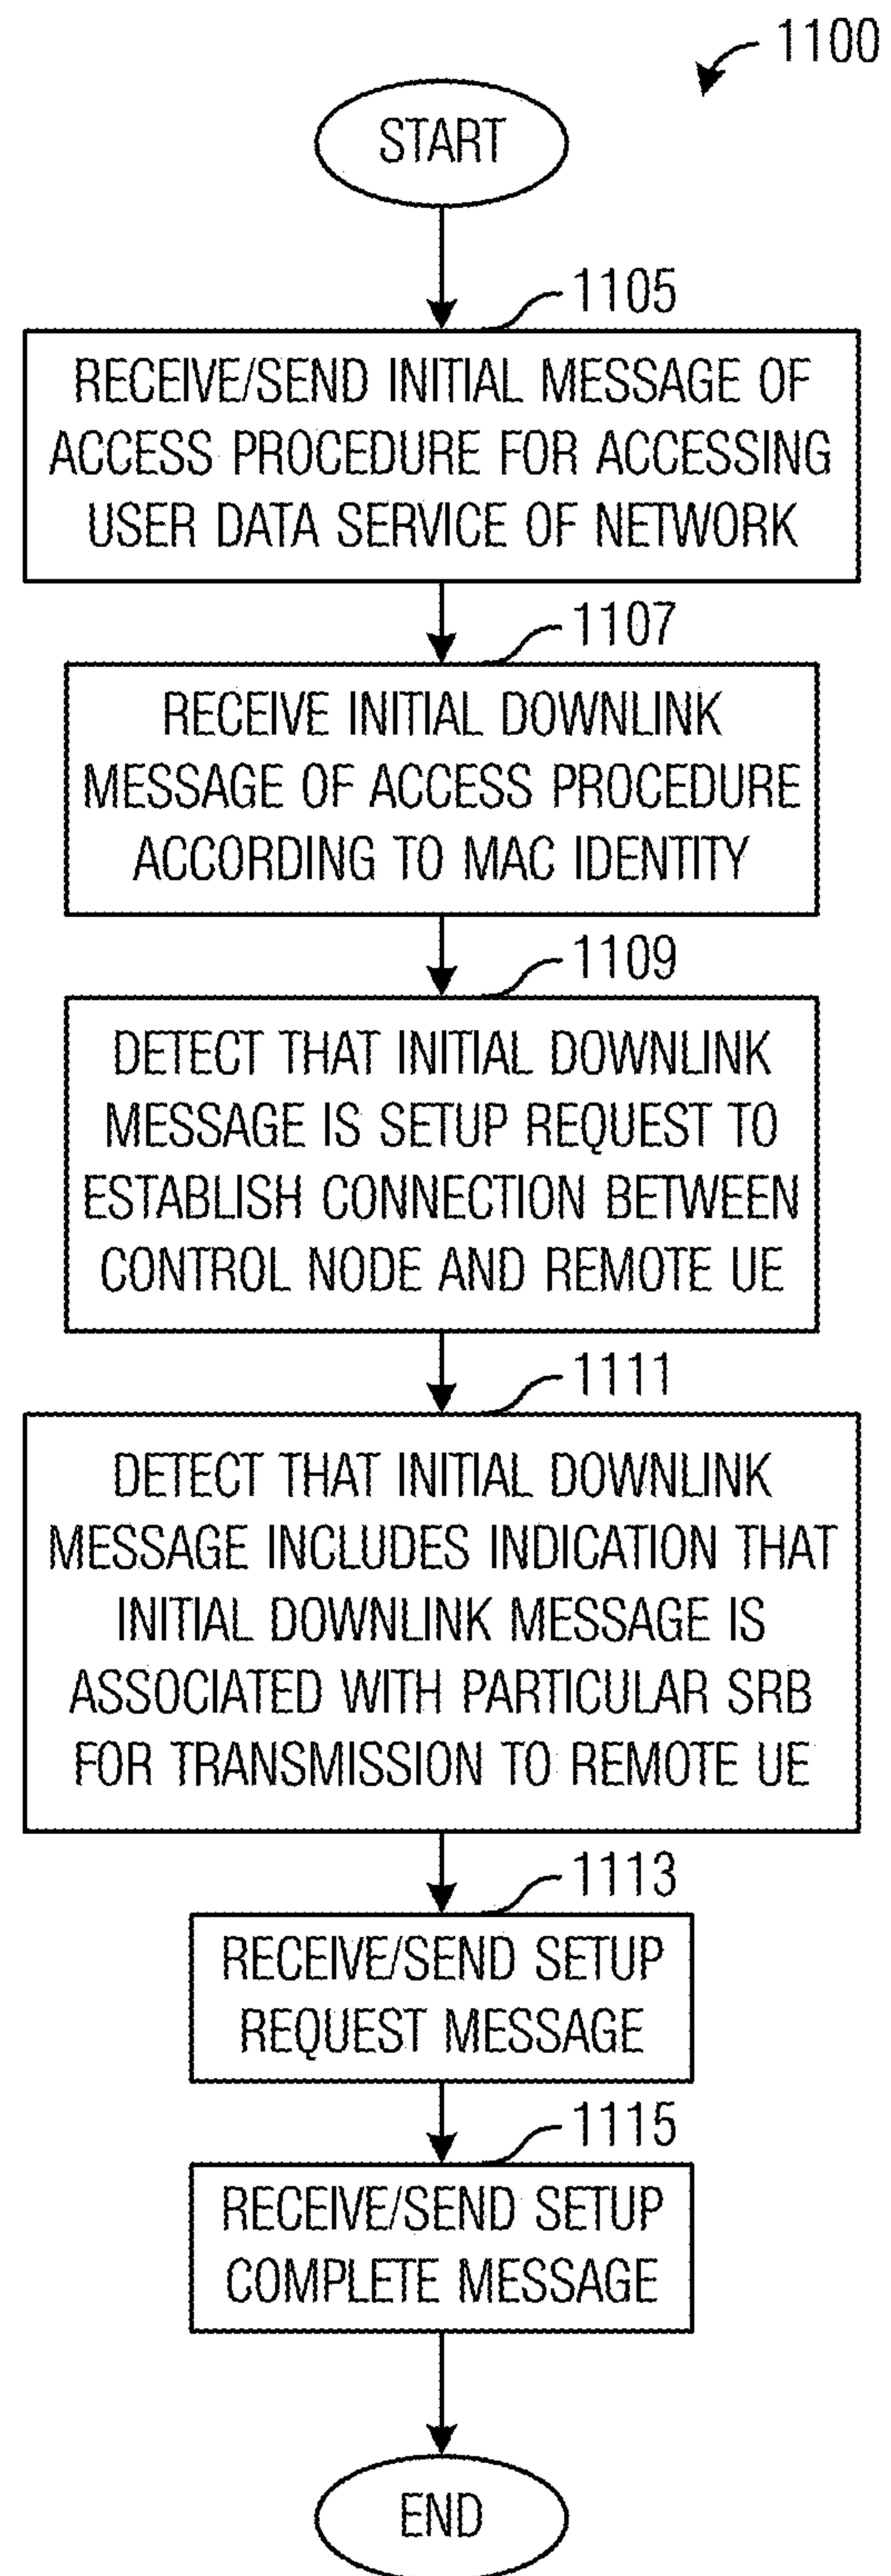 1100
START
1105
RECEIVE/SEND INITIAL MESSAGE OF
ACCESS PROCEDURE FOR ACCESSING
USER DATA SERVICE OF NETWORK
1107
RECEIVE INITIAL DOWNLINK
MESSAGE OF ACCESS PROCEDURE
ACCORDING TO MAC IDENTITY
1109
DETECT THAT INITIAL DOWNLINK
MESSAGE IS SETUP REQUEST TO
ESTABLISH CONNECTION BETWEEN
CONTROL NODE AND REMOTE UE
1111
DETECT THAT INITIAL DOWNLINK
MESSAGE INCLUDES INDICATION THAT
INITIAL DOWNLINK MESSAGE IS
ASSOCIATED WITH PARTICULAR SRB
FOR TRANSMISSION TO REMOTE UE
1113
RECEIVE/SEND SETUP
REQUEST MESSAGE
1115
RECEIVE/SEND SETUP
COMPLETE MESSAGE
END